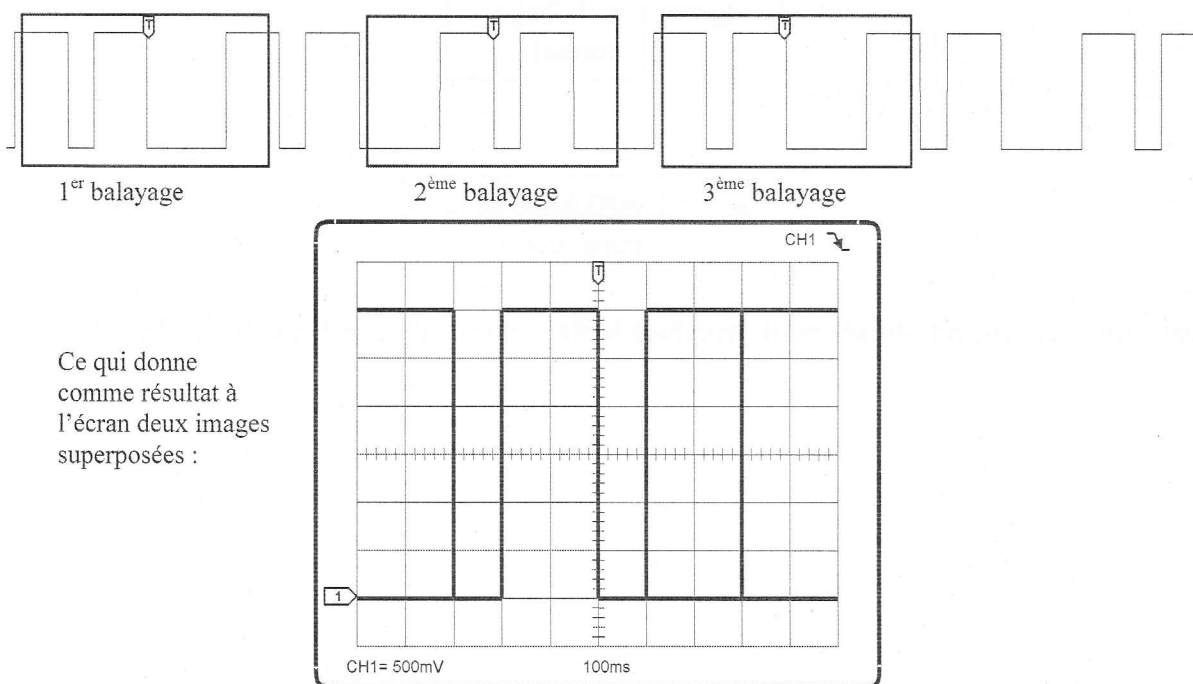 T
T
T
1er balayage
2ème balayage
3ème balayage
CH1
T
Ce qui donne
comme résultat à
l'écran deux images
superposées :
1
CH1= 500mV
100ms